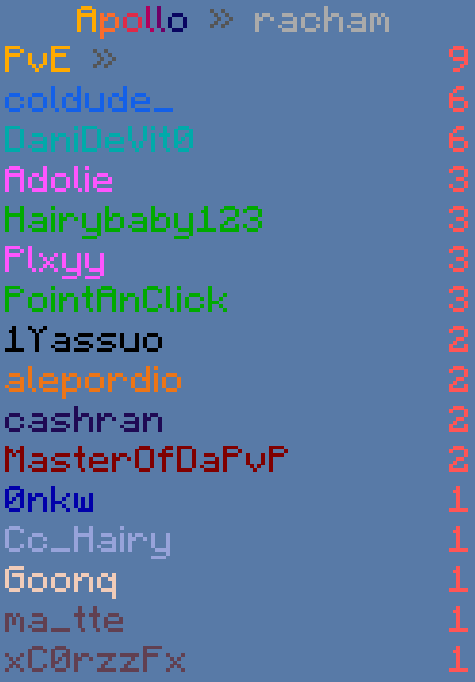 Apollo » racham
PvE » 9
coldude_ 6
DaniDeVit0 6
Adolie 3
Hairybaby123 3
Plxyy 3
PointAnClick 3
1Yassuo 2
alepordio 2
cashran 2
MasterOfDaPvP 2
0nkw 1
Cc_Hairy 1
Goonq 1
ma_tte 1
xC0rzzFx 1